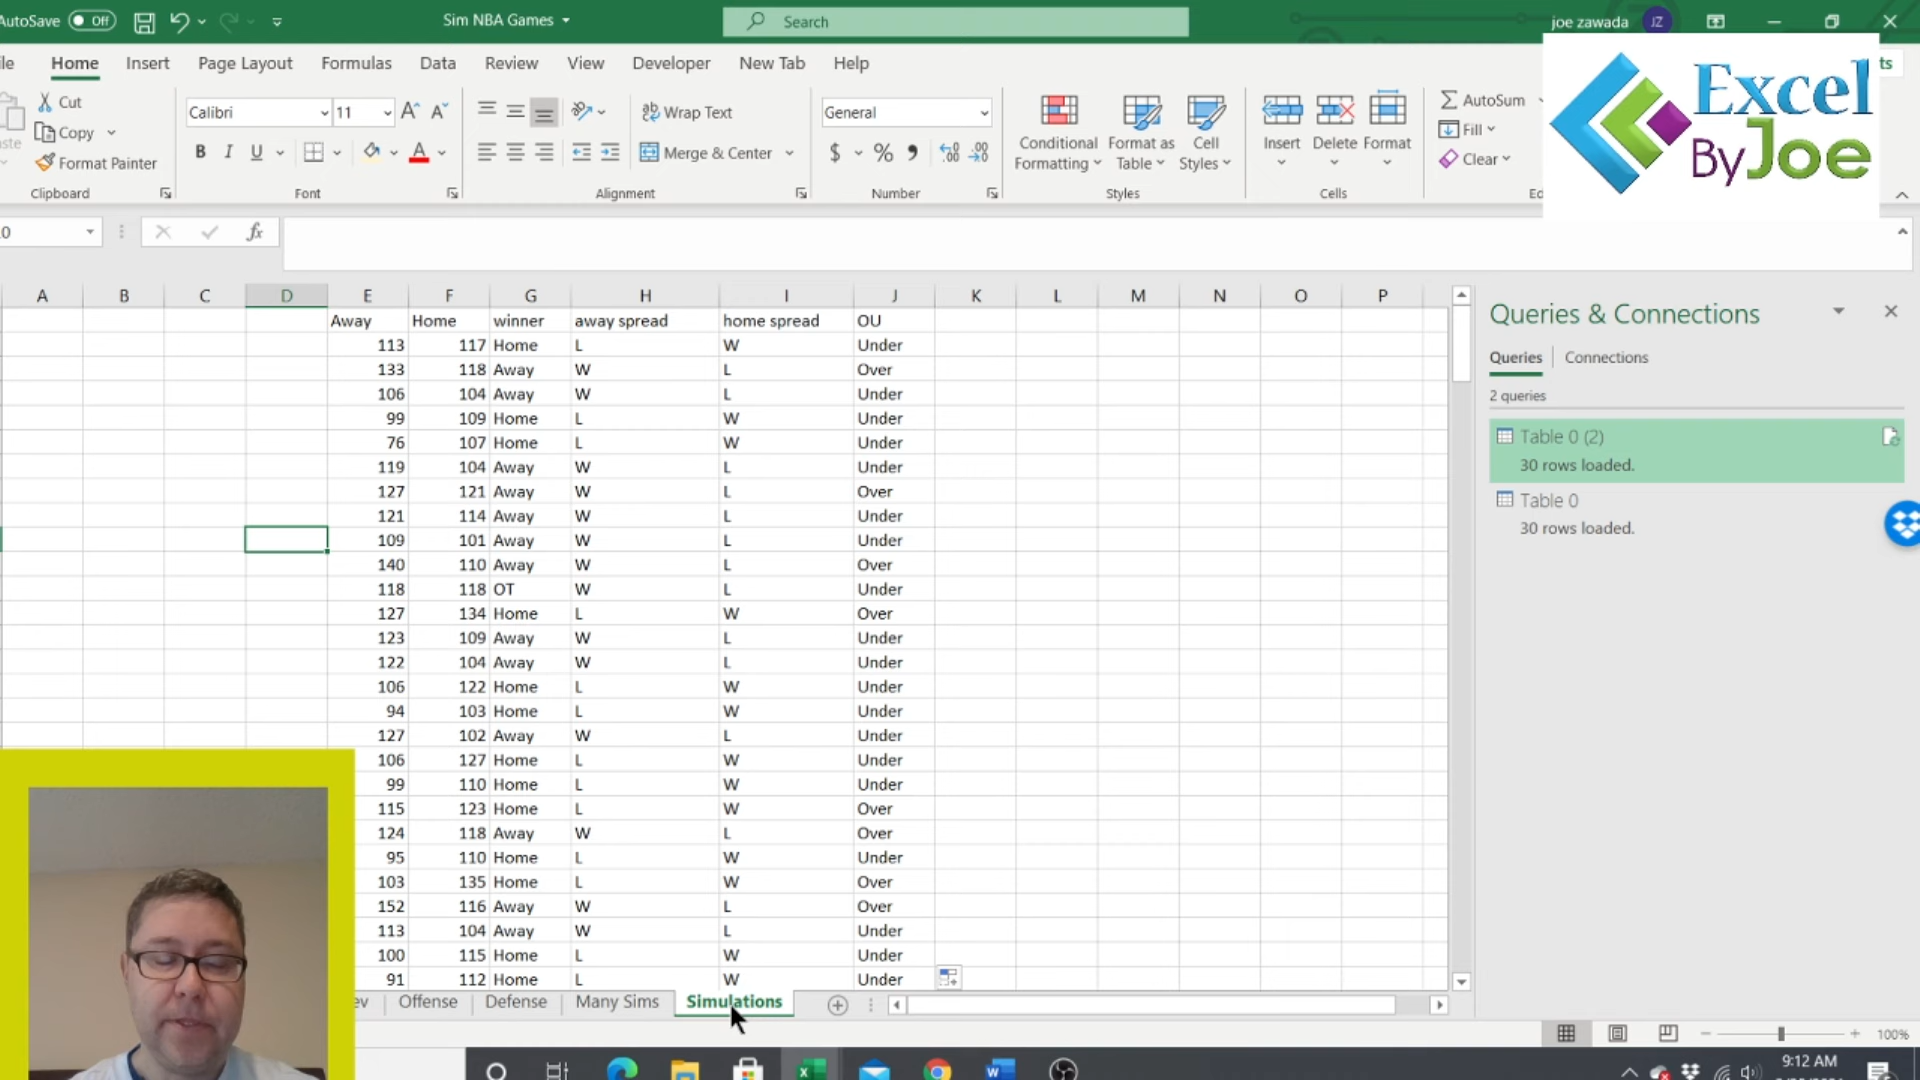 AutoSave Off Sim NBA Games Search joe zawada JZ
Home Insert Page Layout Formulas Data Review View Developer New Tab Help
Excel
ByJoe
Cut
Copy
Format Painter
Clipboard
Calibri 11
B I U A
Font
Wrap Text
Merge & Center
Alignment
General
$ % 9
Number
Conditional
Formatting
Format as
Table
Cell
Styles
Styles
Insert
Delete
Format
Cells
AutoSum
Fill
Clear
fx
A B C D E F G H I J K L M N O P
Away Home winner away spread home spread OU
113 117 Home L W Under
133 118 Away W L Over
106 104 Away W L Under
99 109 Home L W Under
76 107 Home L W Under
119 104 Away W L Under
127 121 Away W L Over
121 114 Away W L Under
109 101 Away W L Under
140 110 Away W L Over
118 118 OT W L Under
127 134 Home L W Over
123 109 Away W L Under
122 104 Away W L Under
106 122 Home L W Under
94 103 Home L W Under
127 102 Away W L Under
106 127 Home L W Under
99 110 Home L W Under
115 123 Home L W Over
124 118 Away W L Over
95 110 Home L W Under
103 135 Home L W Over
152 116 Away W L Over
113 104 Away W L Under
100 115 Home L W Under
91 112 Home L W Under
Queries & Connections
Queries Connections
2 queries
Table 0 (2)
30 rows loaded.
Table 0
30 rows loaded.
ev Offense Defense Many Sims Simulations
100%
9:12 AM